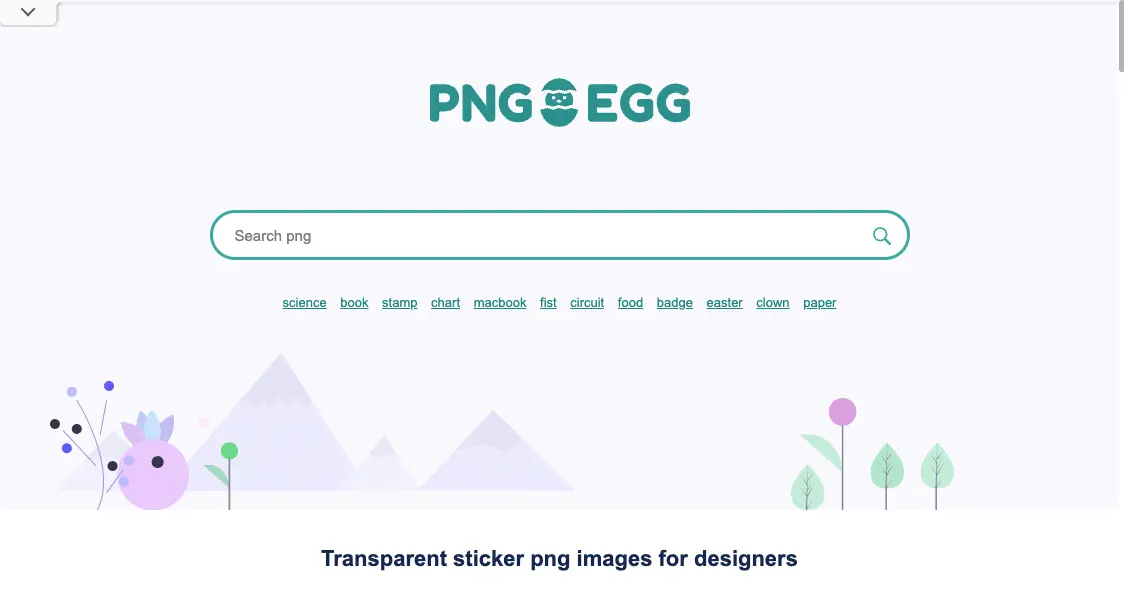 PNG EGG
Search png
science book stamp chart macbook fist circuit food badge easter clown paper
Transparent sticker png images for designers